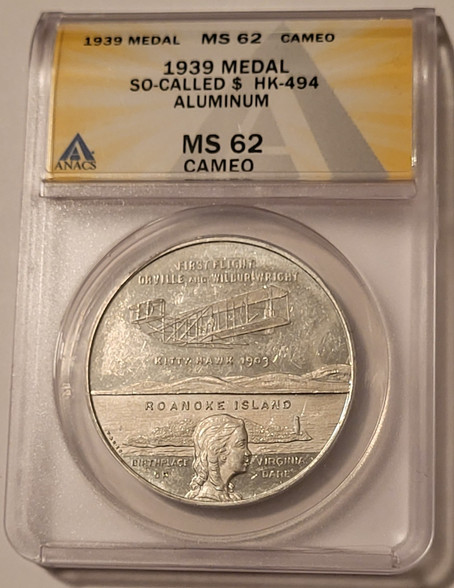 1939 MEDAL MS 62 CAMEO
1939 MEDAL
SO-CALLED $ HK-494
ALUMINUM
MS 62
CAMEO
ANACS
FIRST FLIGHT
ORVILLE AND WILBUR WRIGHT
KITTY HAWK 1903
ROANOKE ISLAND
BIRTHPLACE VIRGINIA
OF DARE